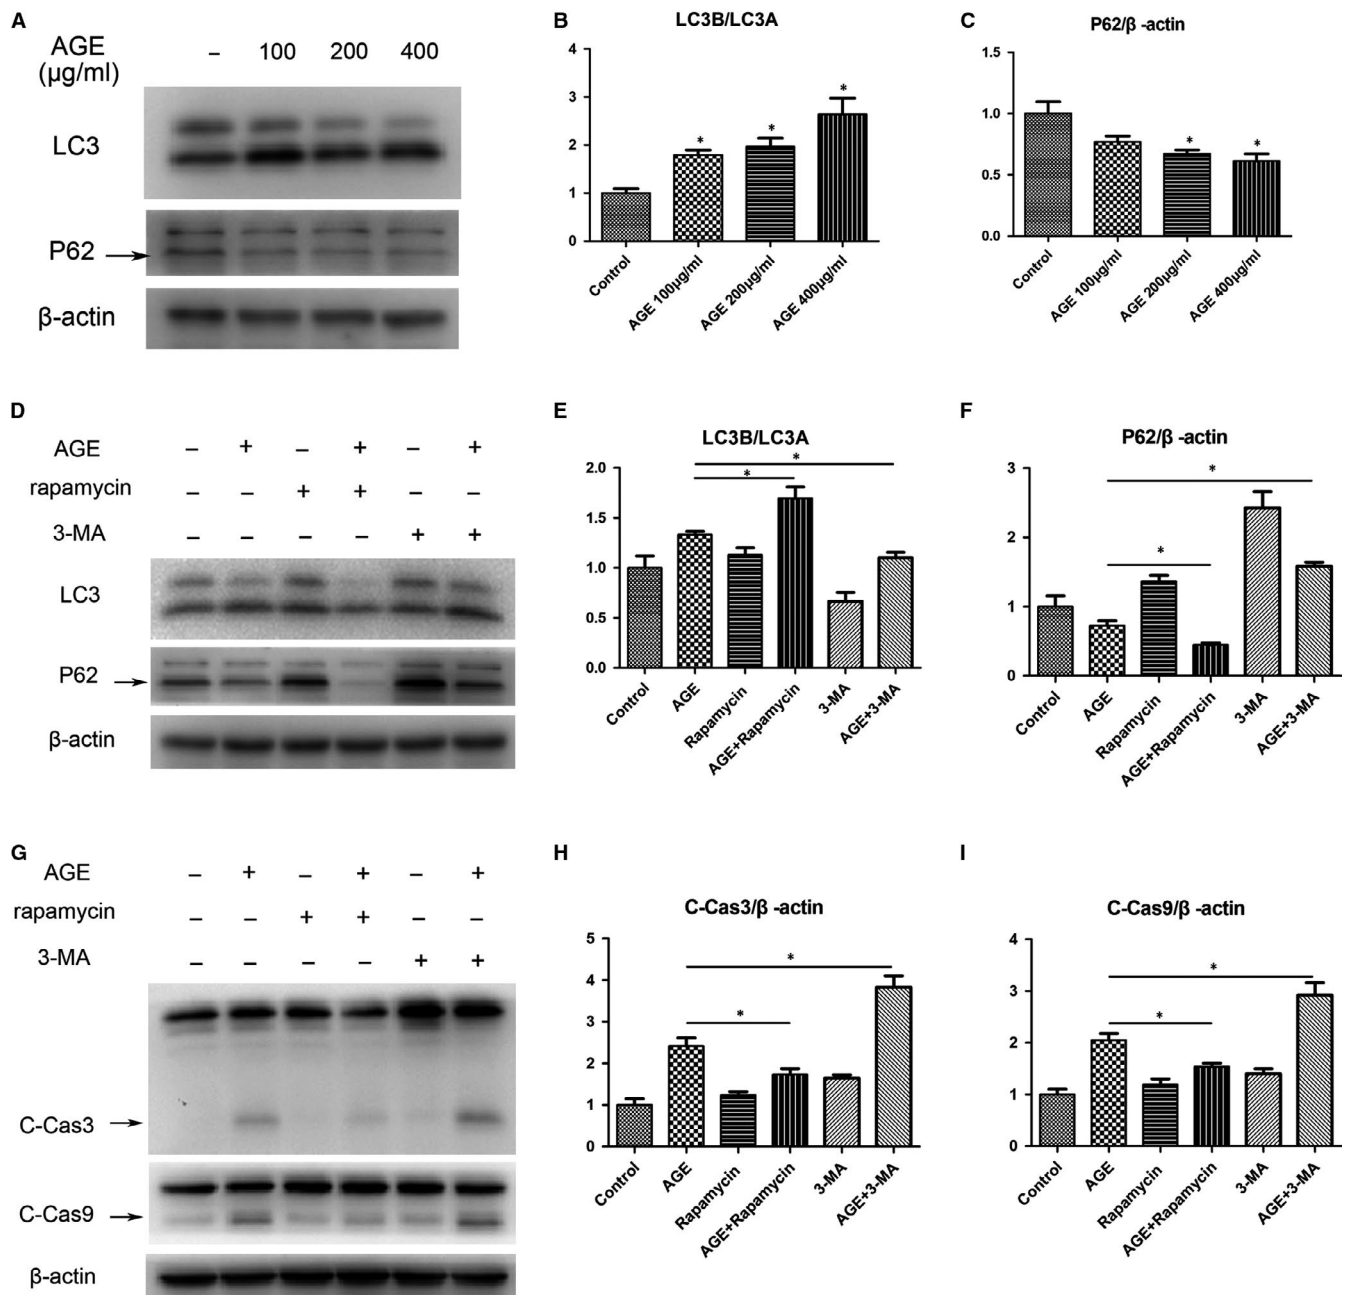 A
AGE
(µg/ml)
– 100 200 400
LC3
P62
β-actin
B
LC3B/LC3A
4
3
2
1
0
* * *
Control
AGE 100µg/ml
AGE 200µg/ml
AGE 400µg/ml
C
P62/β -actin
1.5
1.0
0.5
0.0
* *
Control
AGE 100µg/ml
AGE 200µg/ml
AGE 400µg/ml
D
AGE – + – + – +
rapamycin – – + + – –
3-MA – – – – + +
LC3
P62
β-actin
E
LC3B/LC3A
2.0
1.5
1.0
0.5
0.0
*
*
Control
AGE
Rapamycin
AGE+Rapamycin
3-MA
AGE+3-MA
F
P62/β -actin
3
2
1
0
*
*
Control
AGE
Rapamycin
AGE+Rapamycin
3-MA
AGE+3-MA
G
AGE – + – + – +
rapamycin – – + + – –
3-MA – – – – + +
C-Cas3
C-Cas9
β-actin
H
C-Cas3/β -actin
5
4
3
2
1
0
*
*
Control
AGE
Rapamycin
AGE+Rapamycin
3-MA
AGE+3-MA
I
C-Cas9/β -actin
4
3
2
1
0
*
*
Control
AGE
Rapamycin
AGE+Rapamycin
3-MA
AGE+3-MA